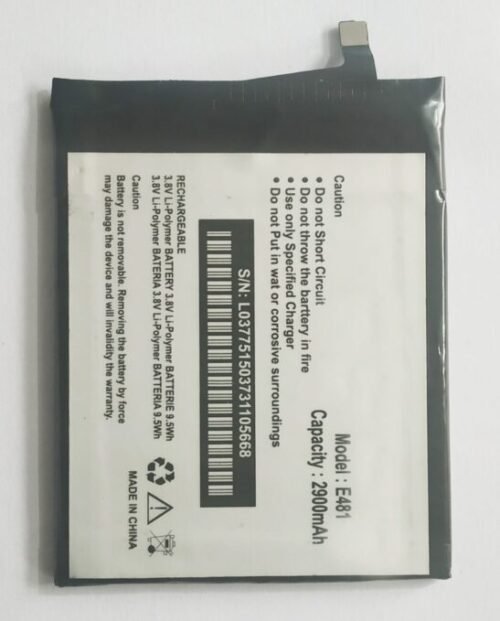 Model : E481
Capacity : 2900mAh
Caution
• Do not Short Circuit
• Do not throw the barttery in fire
• Use only Specified Charger
• Do not Put in wat or corrosive surroundings
S/N: L037751503731105668
RECHARGEABLE
3.8V Li-Polymer BATTERY 3.8V Li-Polymer BATTERIE 9.5Wh
3.8V Li-Polymer BATERIA 3.8V Li-Polymer BATTERIA 9.5Wh
Caution
Battery is not removable. Removing the battery by force
may damage the device and will invalidity the warranty.
MADE IN CHINA